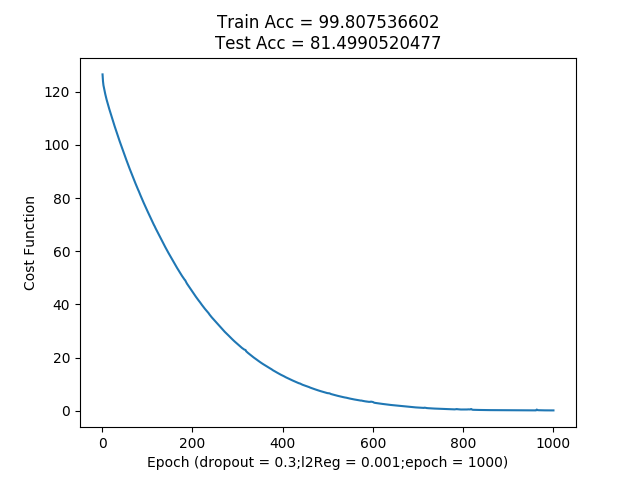 Train Acc = 99.807536602
Test Acc = 81.4990520477
120
100
80
60
40
20
0
Cost Function
0 200 400 600 800 1000
Epoch (dropout = 0.3;l2Reg = 0.001;epoch = 1000)